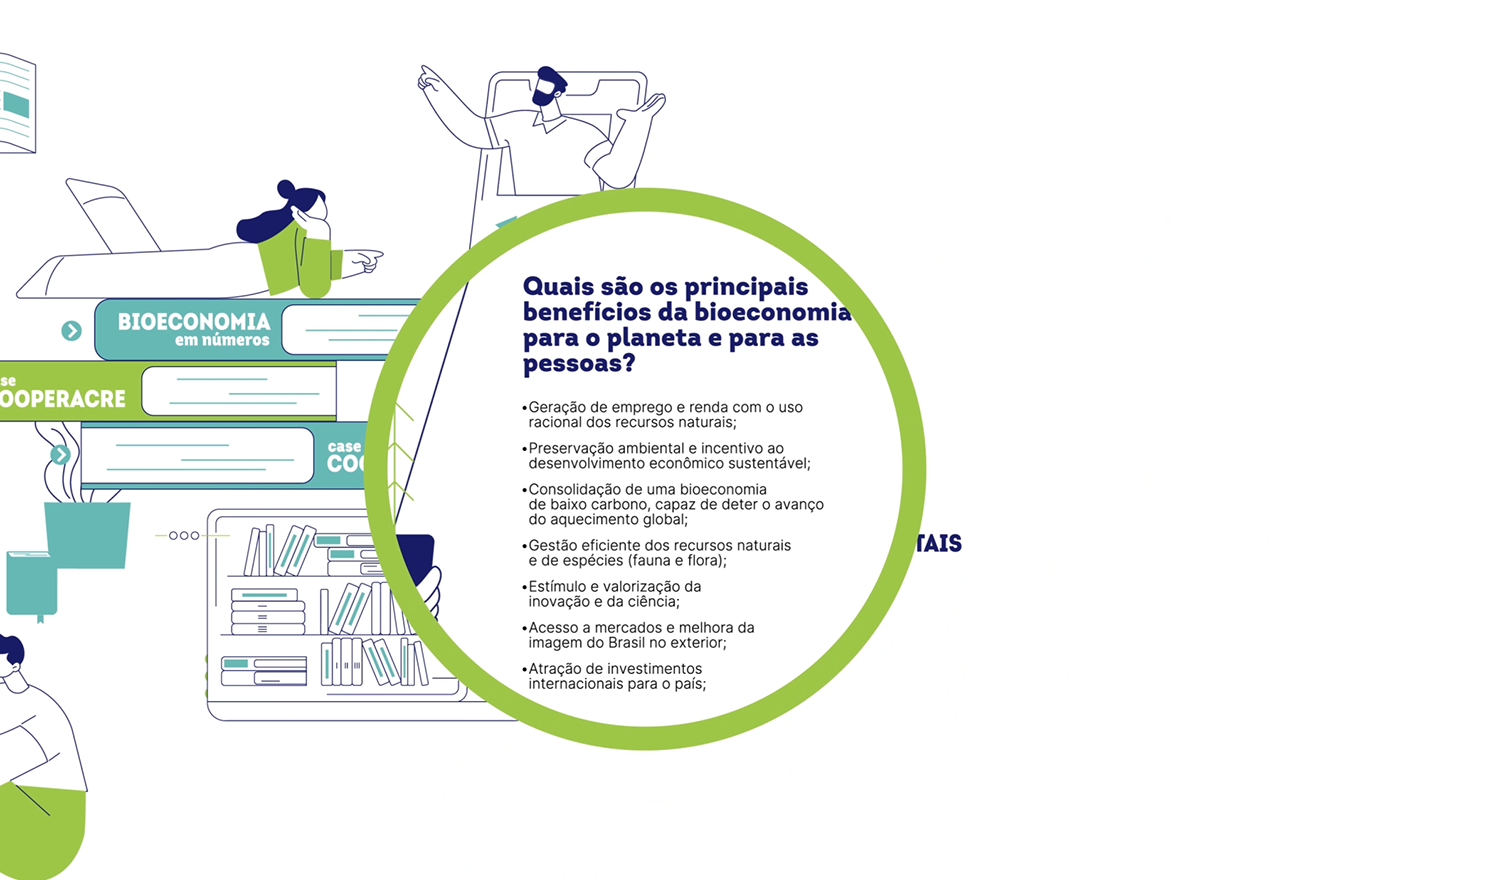 BIOECONOMIA
em números
se
OOPERACRE
case
COO
Quais são os principais
benefícios da bioeconomia
para o planeta e para as
pessoas?
•Geração de emprego e renda com o uso
racional dos recursos naturais;
•Preservação ambiental e incentivo ao
desenvolvimento econômico sustentável;
•Consolidação de uma bioeconomia
de baixo carbono, capaz de deter o avanço
do aquecimento global;
•Gestão eficiente dos recursos naturais
e de espécies (fauna e flora);
•Estímulo e valorização da
inovação e da ciência;
•Acesso a mercados e melhora da
imagem do Brasil no exterior;
•Atração de investimentos
internacionais para o país;
TAIS